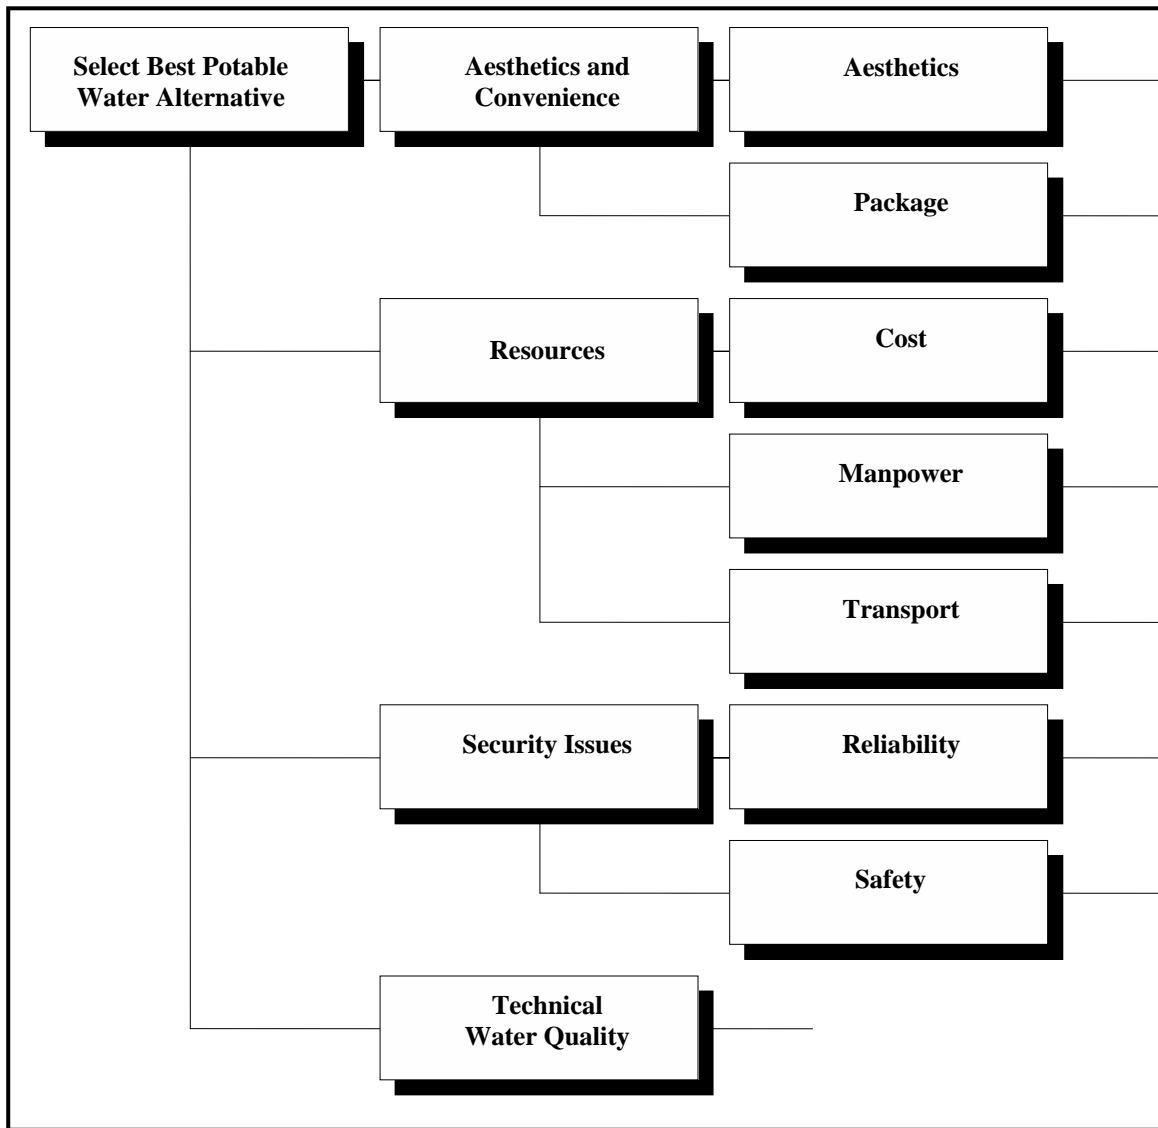 Select Best Potable
Water Alternative
Aesthetics and
Convenience
Aesthetics
Package
Resources
Cost
Manpower
Transport
Security Issues
Reliability
Safety
Technical
Water Quality